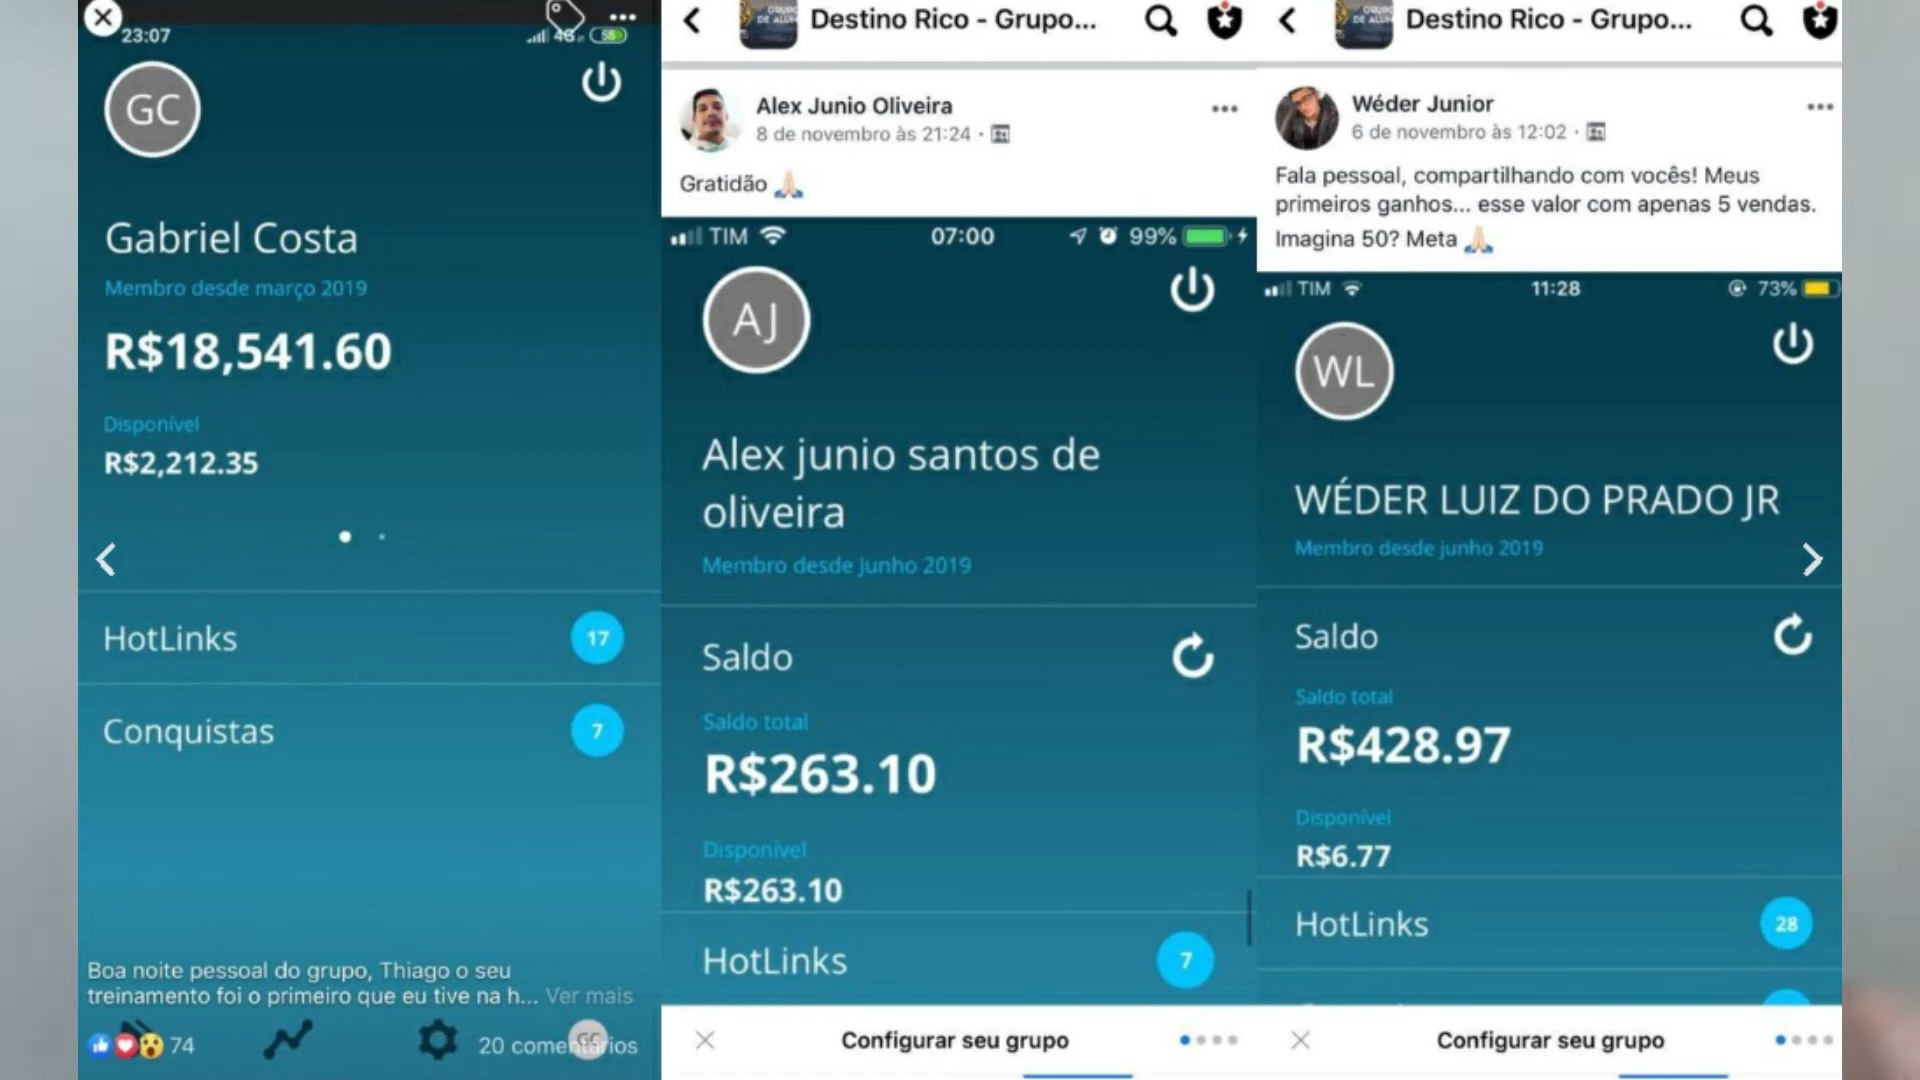 23:07
4G 55
GC
Gabriel Costa
Membro desde março 2019
R$18,541.60
Disponível
R$2,212.35
HotLinks
17
Conquistas
7
Boa noite pessoal do grupo, Thiago o seu
treinamento foi o primeiro que eu tive na h... Ver mais
74
20 comentários
Destino Rico - Grupo...
Alex Junio Oliveira
8 de novembro às 21:24
Gratidão
TIM
07:00
99%
AJ
Alex junio santos de
oliveira
Membro desde Junho 2019
Saldo
Saldo total
R$263.10
Disponível
R$263.10
HotLinks
7
Configurar seu grupo
Destino Rico - Grupo...
Wéder Junior
6 de novembro às 12:02
Fala pessoal, compartilhando com vocês! Meus
primeiros ganhos... esse valor com apenas 5 vendas.
Imagina 50? Meta
TIM
11:28
73%
WL
WÉDER LUIZ DO PRADO JR
Membro desde junho 2019
Saldo
Saldo total
R$428.97
Disponível
R$6.77
HotLinks
28
Configurar seu grupo